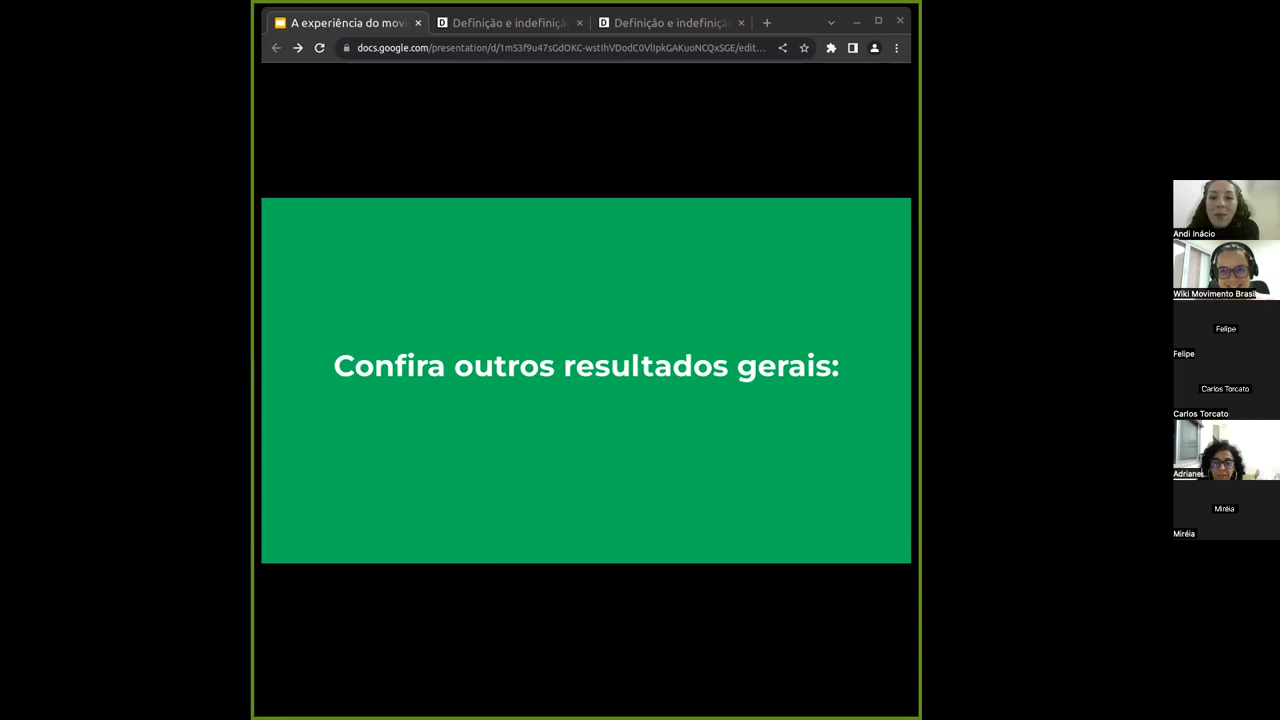 A experiência do movi
Definição e indefiniçã
Definição e indefiniçã
docs.google.com/presentation/d/1mS3f9u47sGdOKC-wstIhVDodC0VlIpkGAKuoNCQxSGE/edit...
Confira outros resultados gerais:
Andi Inácio
Wiki Movimento Brasil
Felipe
Felipe
Carlos Torcato
Carlos Torcato
Adriane
Miréia
Miréia